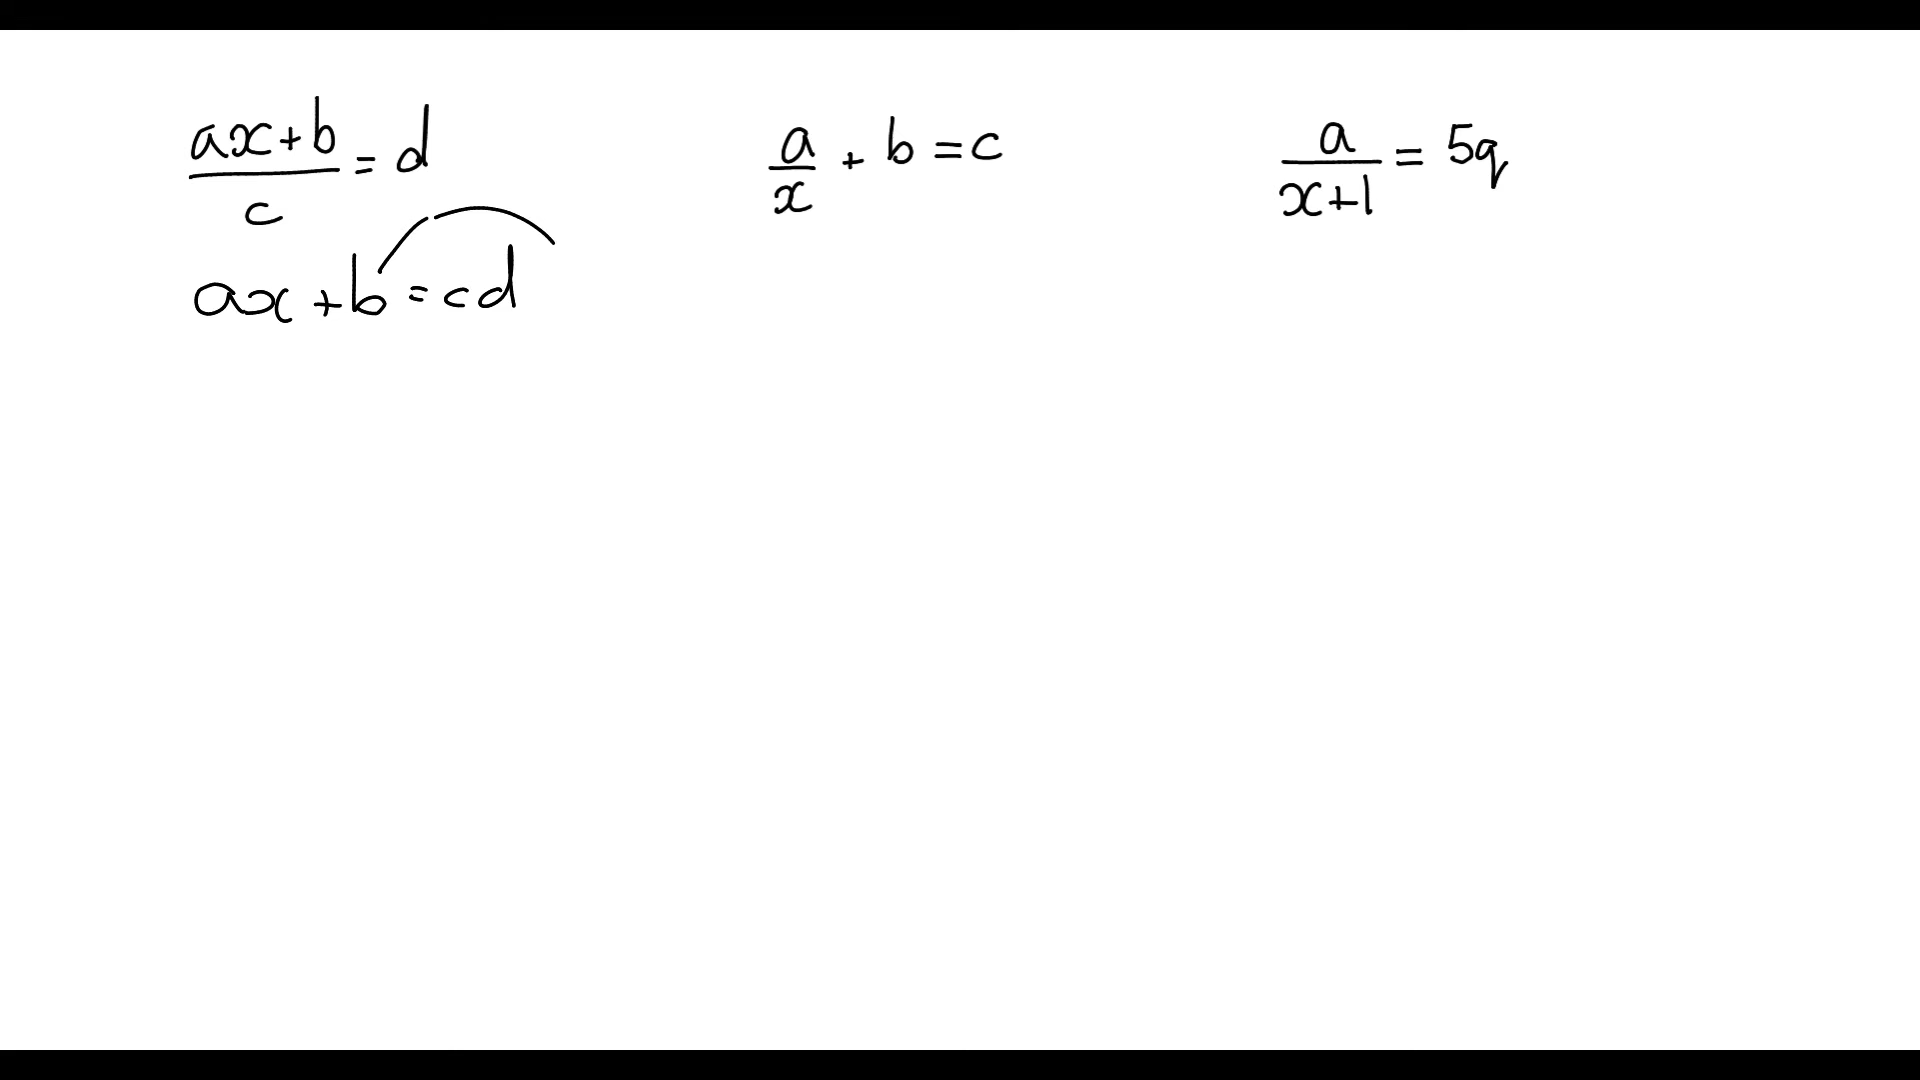 (ax+b)/c = d
ax + b = cd
a/x + b = c
a/(x+1) = 5q